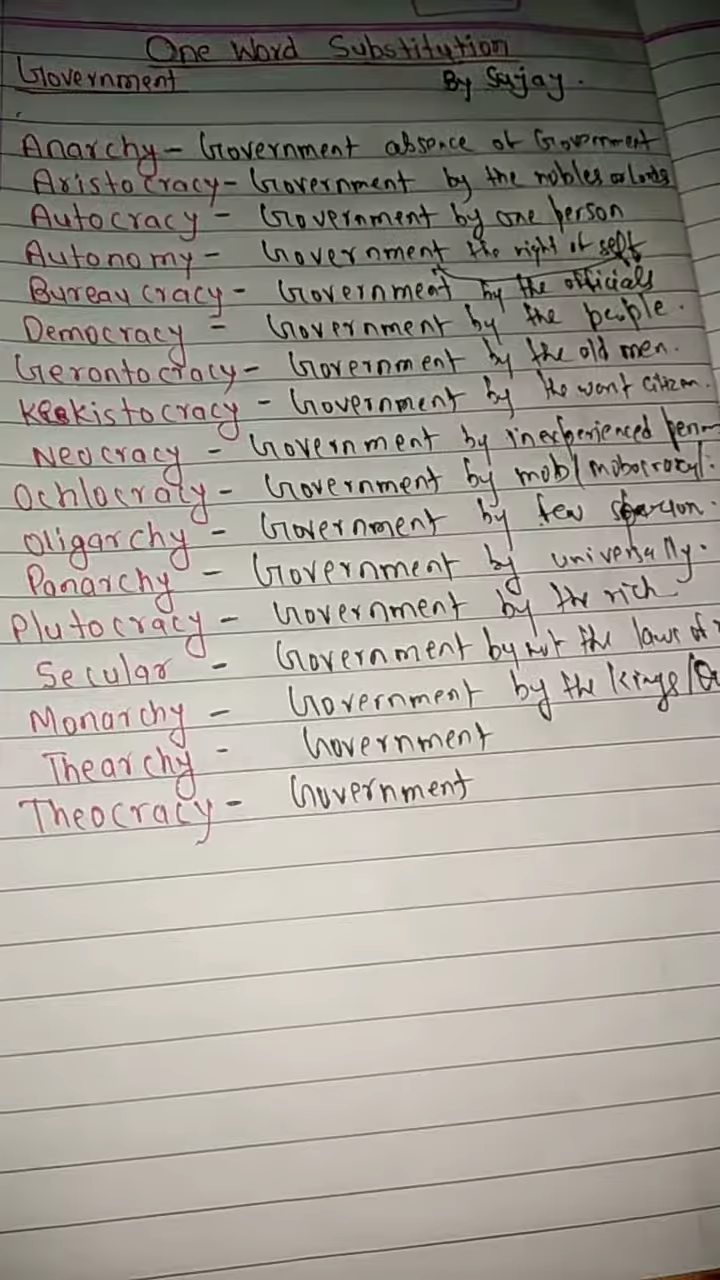 One Word Substitution
Government By Sujay.
Anarchy - Government absence of Government
Aristocracy - Government by the nobles or Lords
Autocracy - Government by one person
Autonomy - Government the right of self
Bureaucracy - Government by the officials
Democracy - Government by the people.
Gerontocracy - Government by the old men.
Kakistocracy - Government by the worst citizen.
Neocracy - Government by inexperienced
Ochlocraty - Government by mob/mobocrocy/.
Oligarchy - Government by few
Panarchy - Government by universally.
Plutocracy - Government by the rich
Secular - Government by not the laws of
Monarchy - Government by the kings/
Thearchy - Government
Theocracy - Government